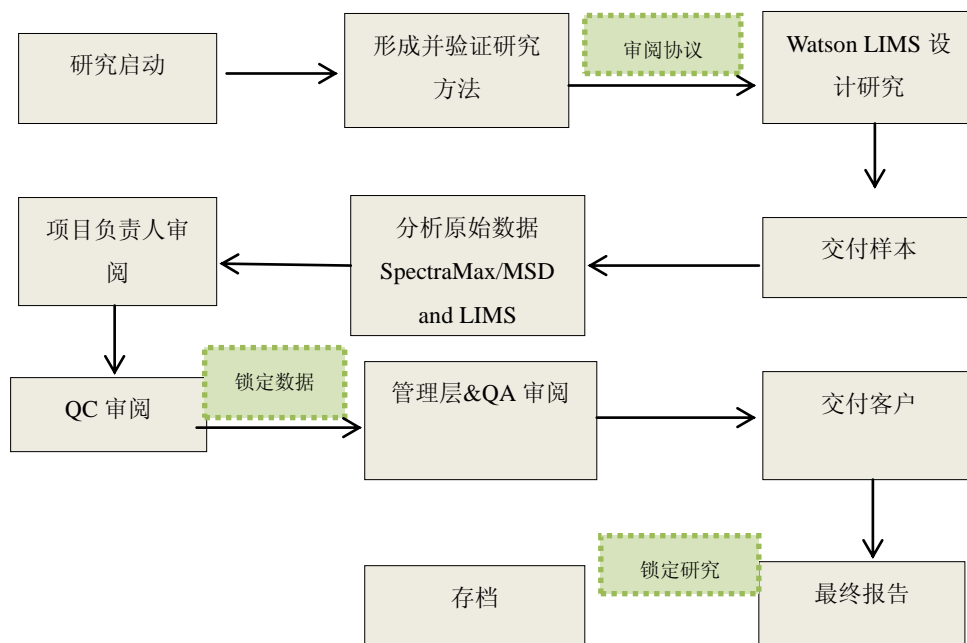 研究启动
形成并验证研究
方法
审阅协议
Watson LIMS 设
计研究
项目负责人审
阅
分析原始数据
SpectraMax/MSD
and LIMS
交付样本
QC 审阅
锁定数据
管理层&QA 审阅
交付客户
存档
锁定研究
最终报告